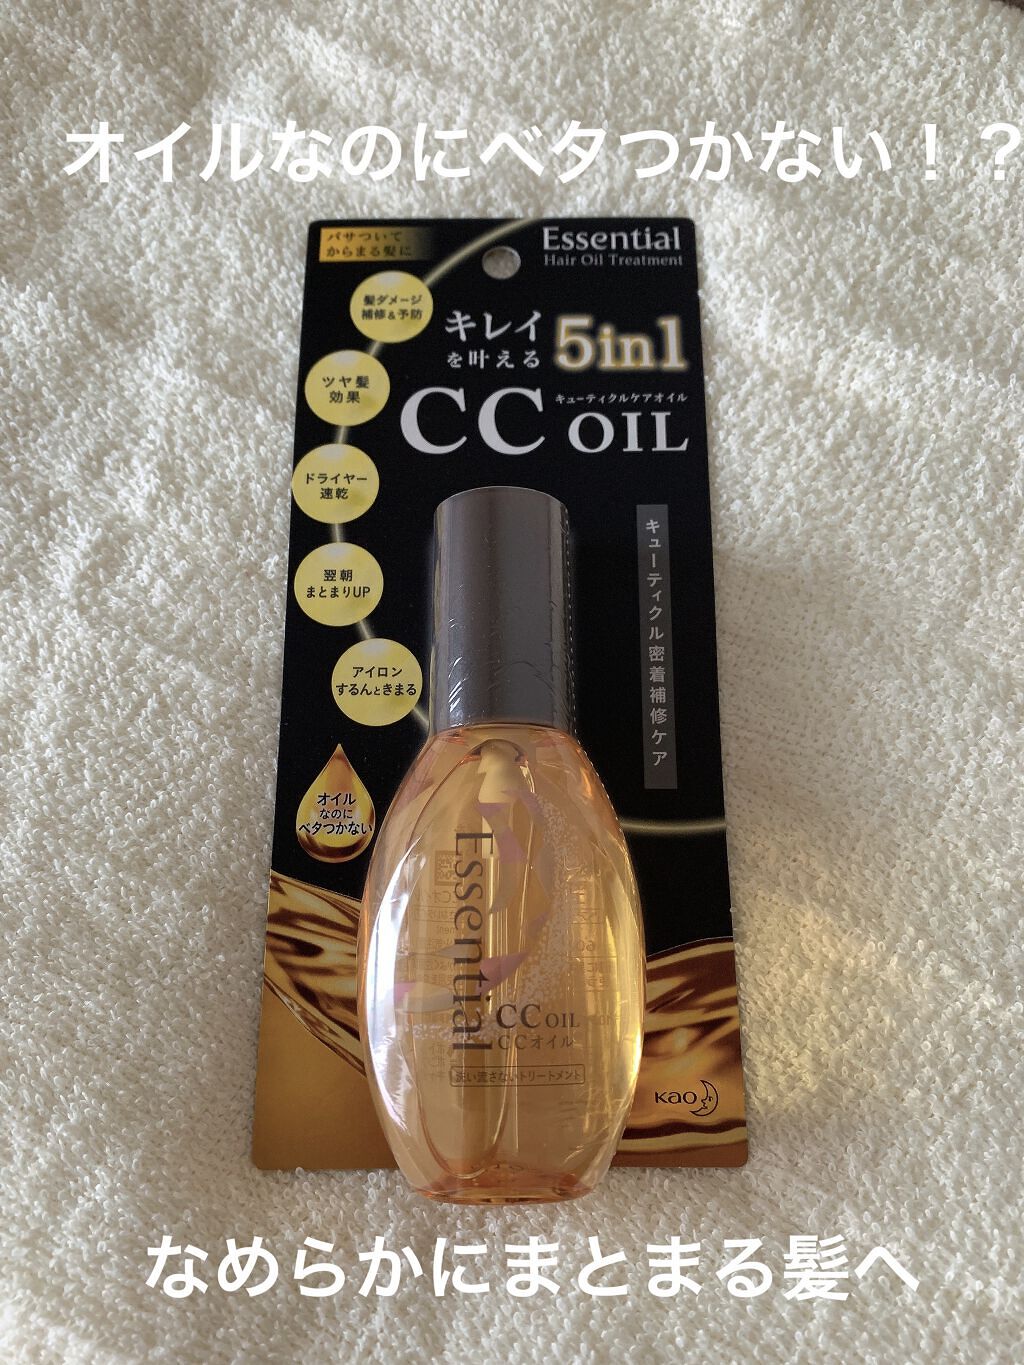 オイルなのにベタつかない！？
パサついて
からまる髪に
Essential
Hair Oil Treatment
髪ダメージ
補修&予防
キレイ
を叶える
5in1
ツヤ髪
効果
キューティクルケアオイル
CC OIL
ドライヤー
速乾
翌朝
まとまりUP
アイロン
するんときまる
キューティクル密着補修ケア
オイル
なのに
ベタつかない
Essential
CC OIL
CCオイル
洗い流さないトリートメント
Kao
なめらかにまとまる髪へ